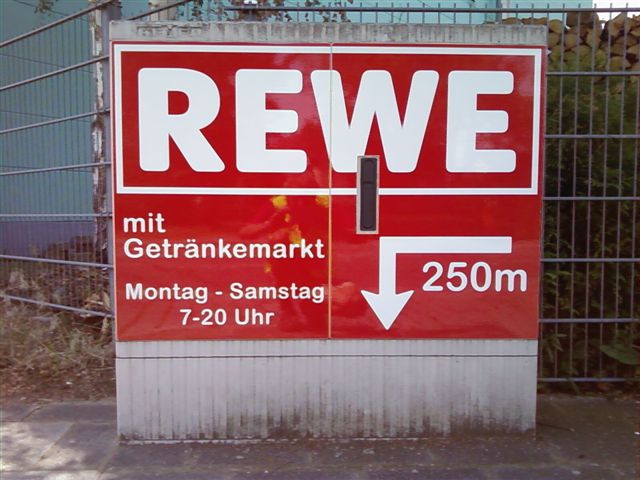 REWE
mit
Getränkemarkt
Montag - Samstag
7-20 Uhr
250m